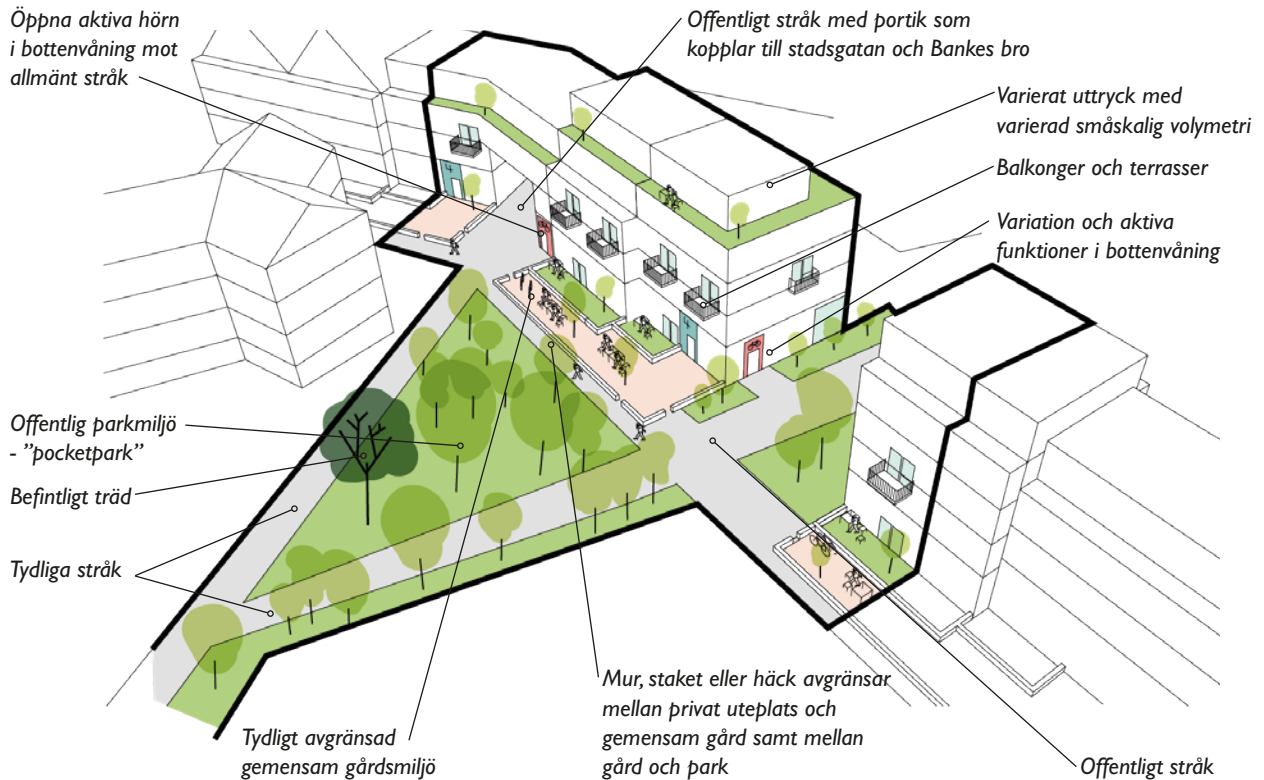 Öppna aktiva hörn
i bottenvåning mot
allmänt stråk
Offentligt stråk med portik som
kopplar till stadsgatan och Bankes bro
Varierat uttryck med
varierad småskalig volymetri
Balkonger och terrasser
Variation och aktiva
funktioner i bottenvåning
Offentlig parkmiljö
- ”pocketpark”
Befintligt träd
Tydliga stråk
Tydligt avgränsad
gemensam gårdsmiljö
Mur, staket eller häck avgränsar
mellan privat uteplats och
gemensam gård samt mellan
gård och park
Offentligt stråk